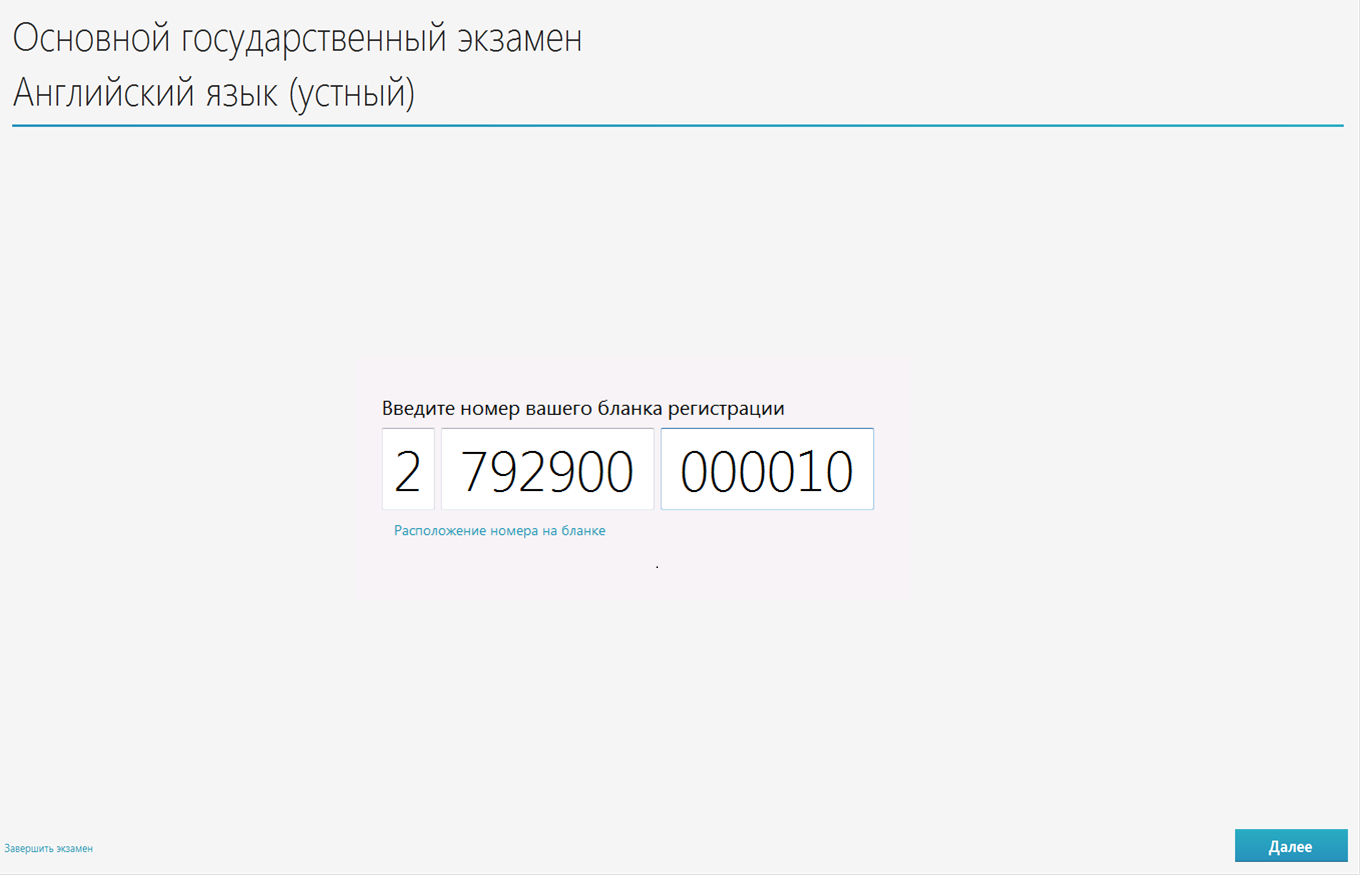 Основной государственный экзамен
Английский язык (устный)
Введите номер вашего бланка регистрации
2 792900 000010
Расположение номера на бланке
.
Завершить экзамен
Далее